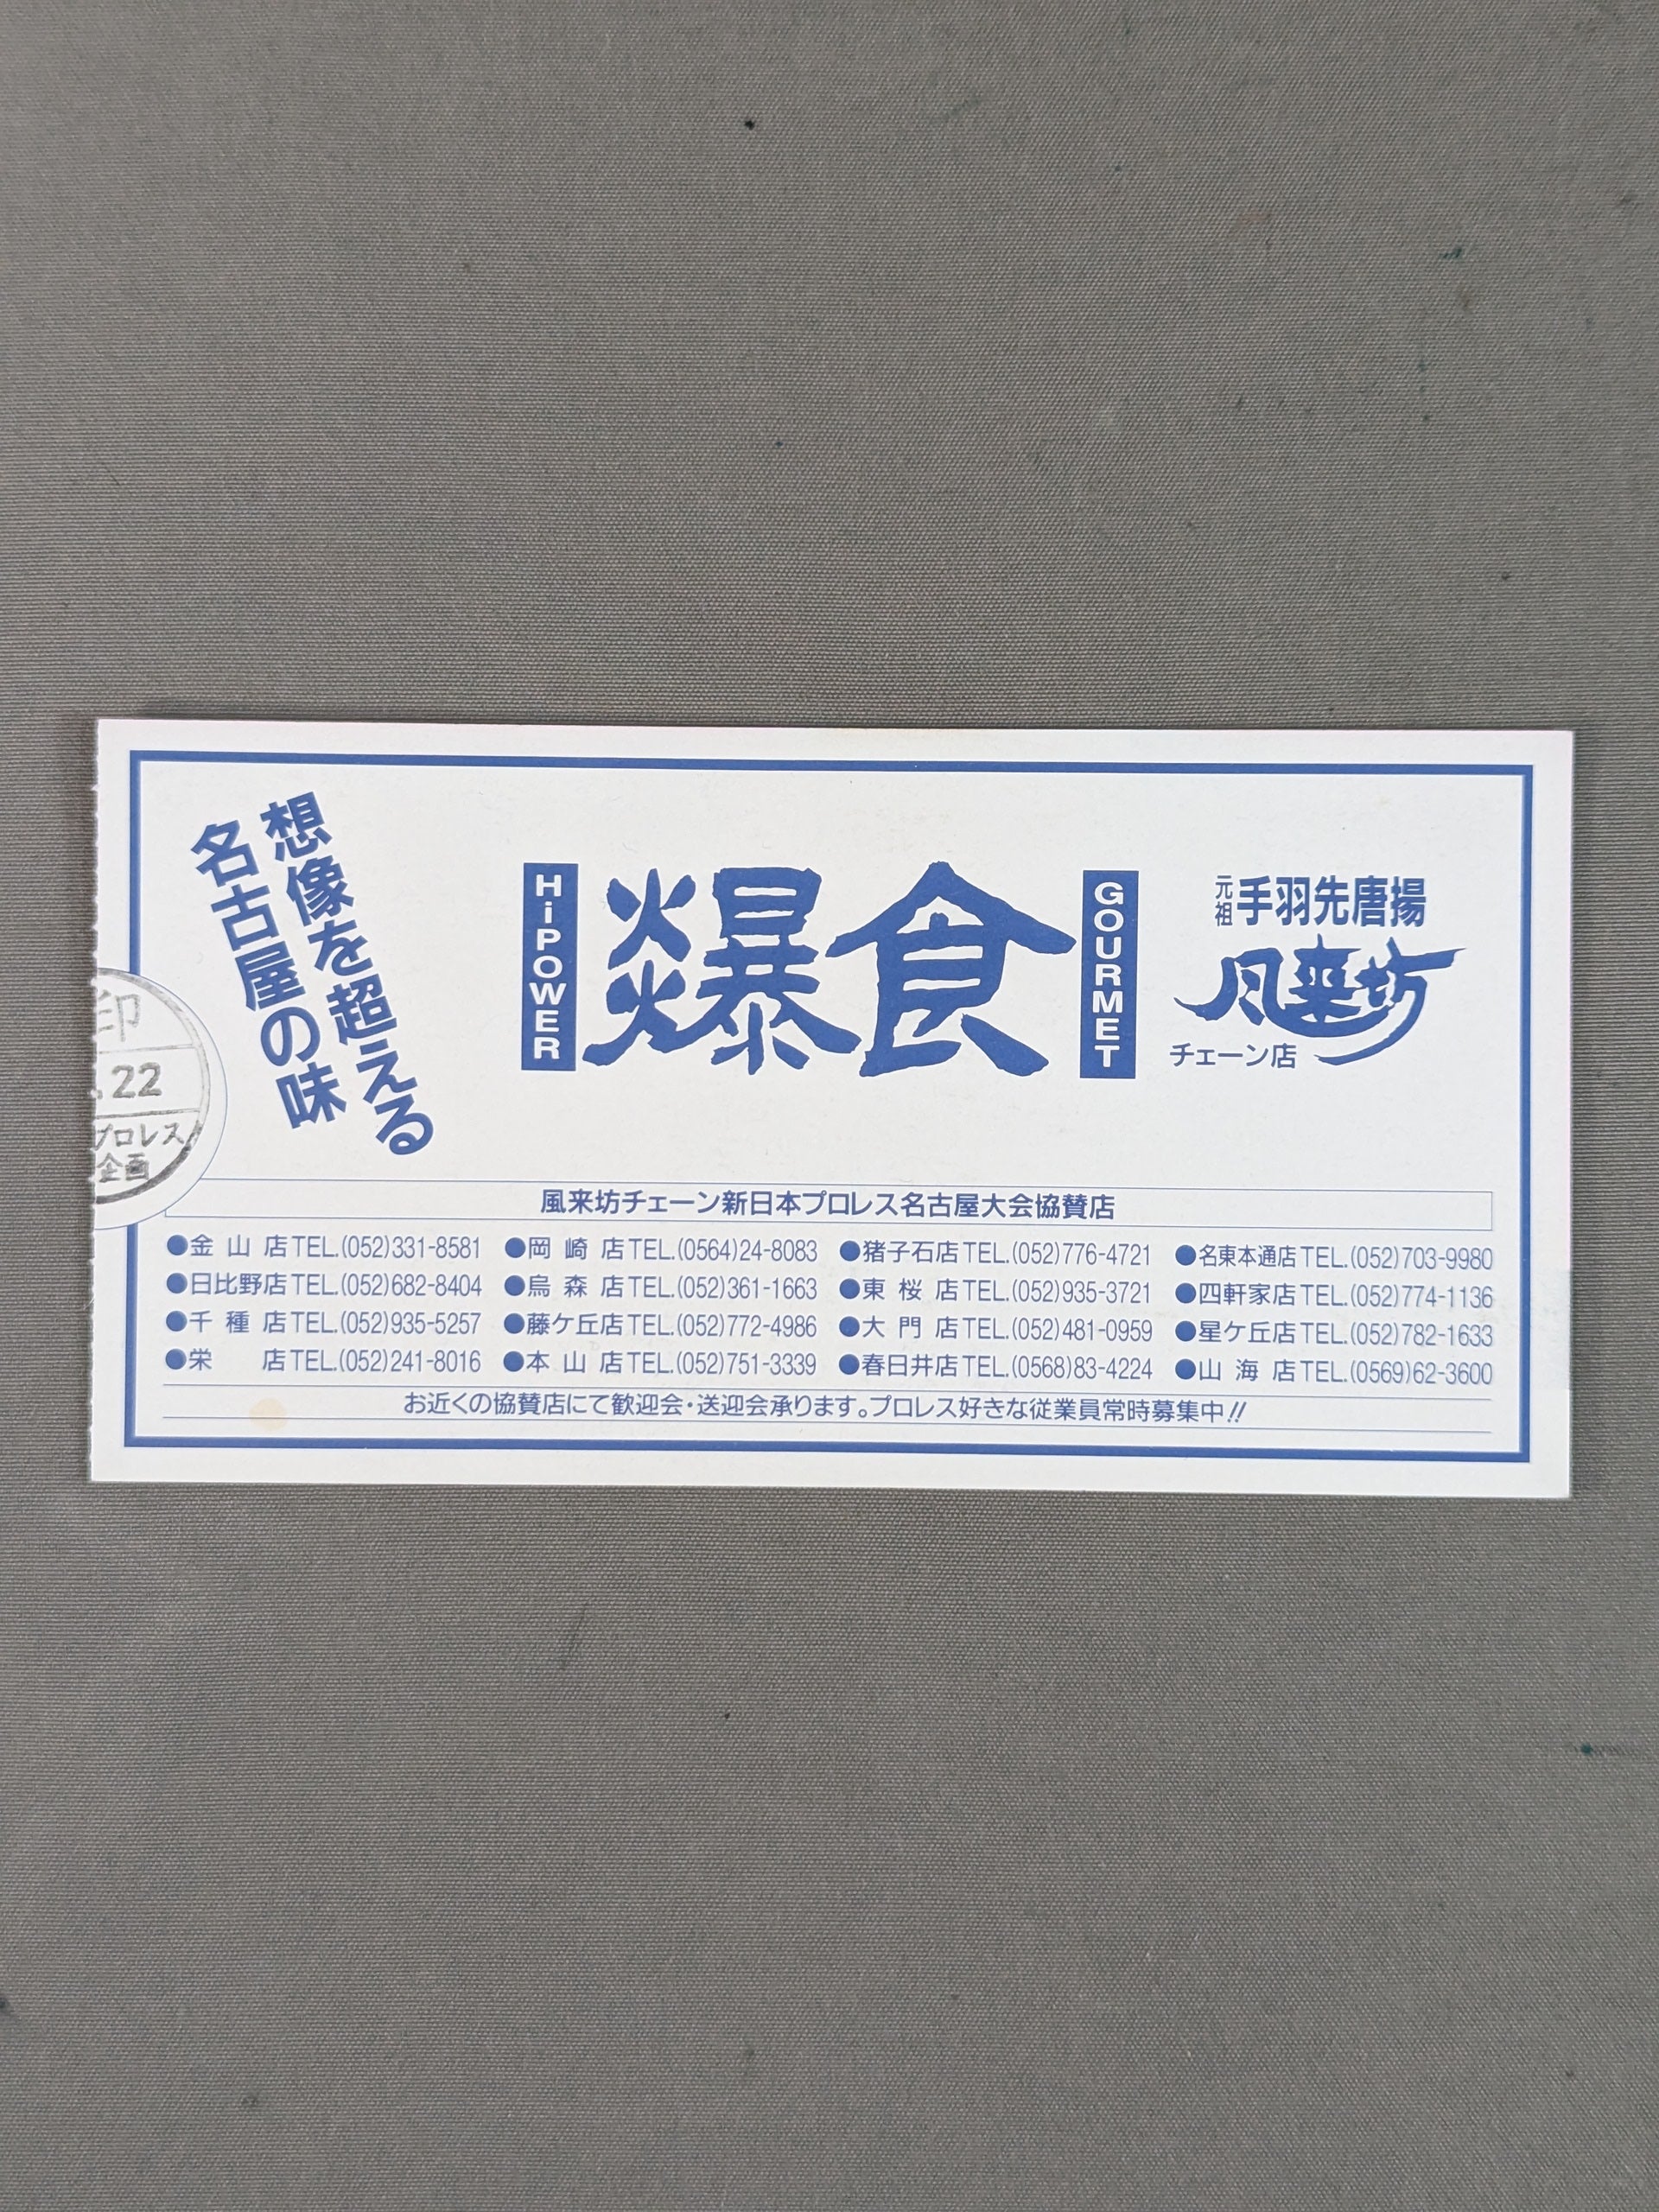 想像を超える
名古屋の味
HiPOWER
爆食
GOURMET
元祖 手羽先唐揚
風来坊
チェーン店
印
.22
プロレス
企画
風来坊チェーン新日本プロレス名古屋大会協賛店
●金山店TEL.(052)331-8581 ●岡崎店TEL.(0564)24-8083 ●猪子石店TEL.(052)776-4721 ●名東本通店TEL.(052)703-9980
●日比野店TEL.(052)682-8404 ●烏森店TEL.(052)361-1663 ●東桜店TEL.(052)935-3721 ●四軒家店TEL.(052)774-1136
●千種店TEL.(052)935-5257 ●藤ケ丘店TEL.(052)772-4986 ●大門店TEL.(052)481-0959 ●星ケ丘店TEL.(052)782-1633
●栄店TEL.(052)241-8016 ●本山店TEL.(052)751-3339 ●春日井店TEL.(0568)83-4224 ●山海店TEL.(0569)62-3600
お近くの協賛店にて歓迎会・送迎会承ります。プロレス好きな従業員常時募集中!!